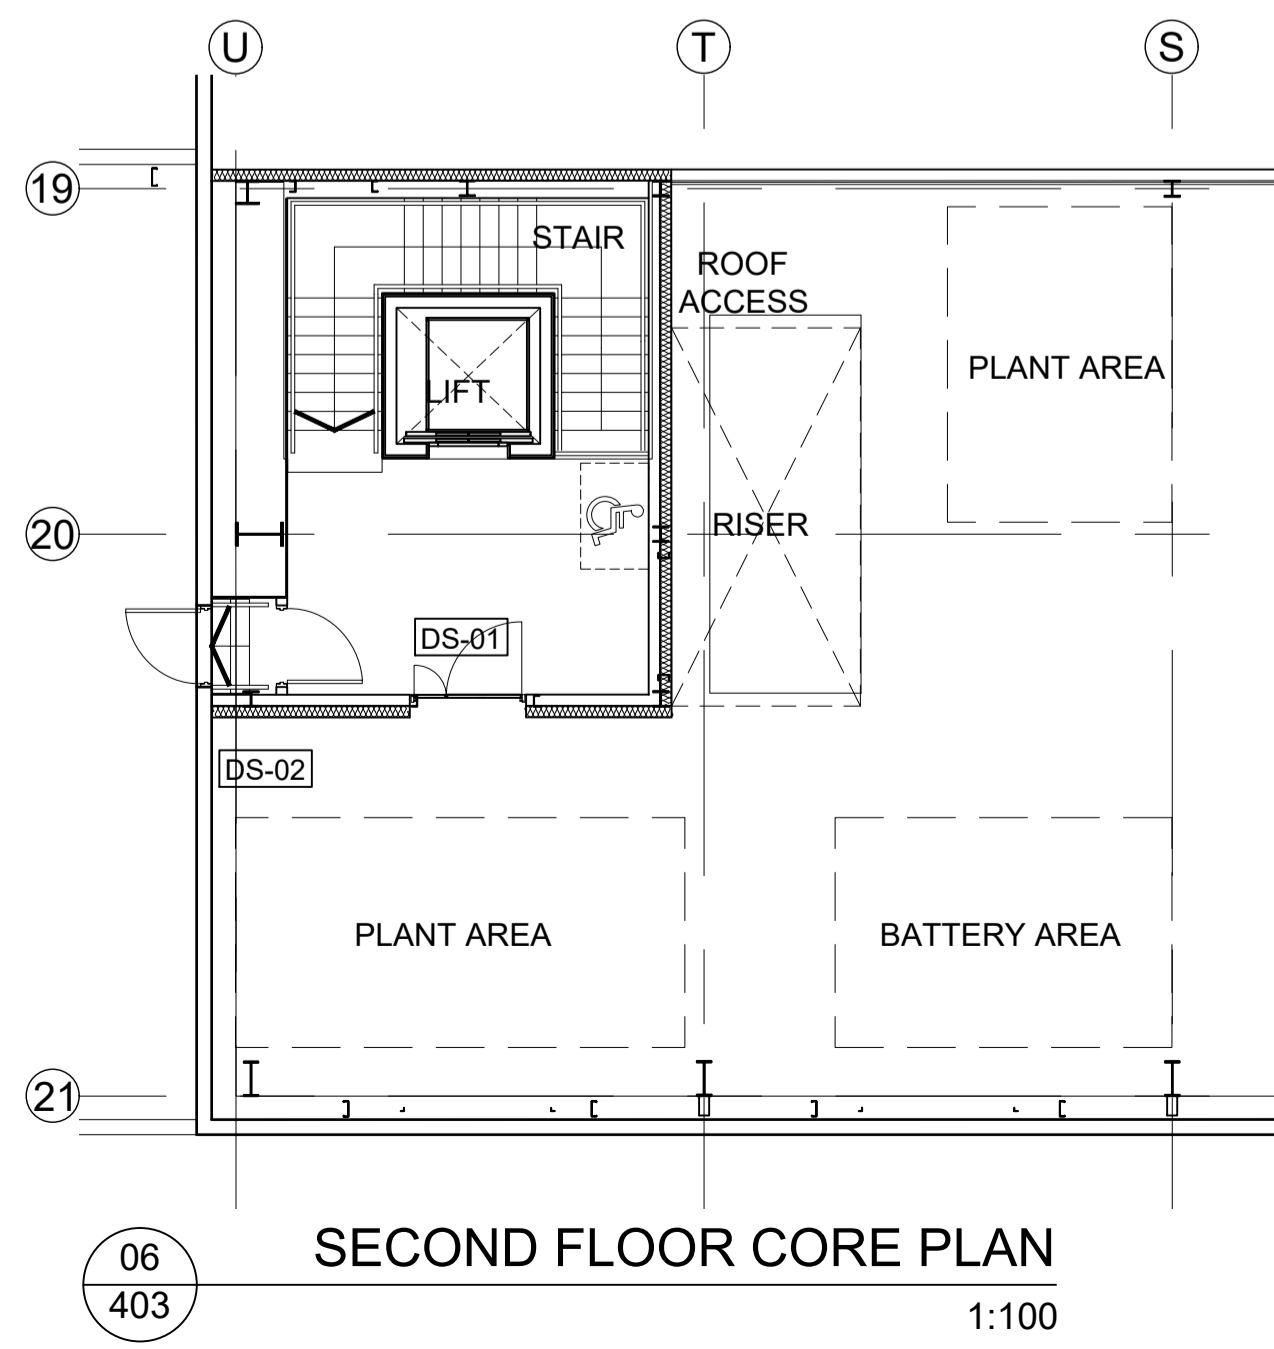 U
T
S
19
STAIR
ROOF
ACCESS
PLANT AREA
LIFT
20
RISER
DS-01
DS-02
PLANT AREA
BATTERY AREA
21
06
403
SECOND FLOOR CORE PLAN
1:100